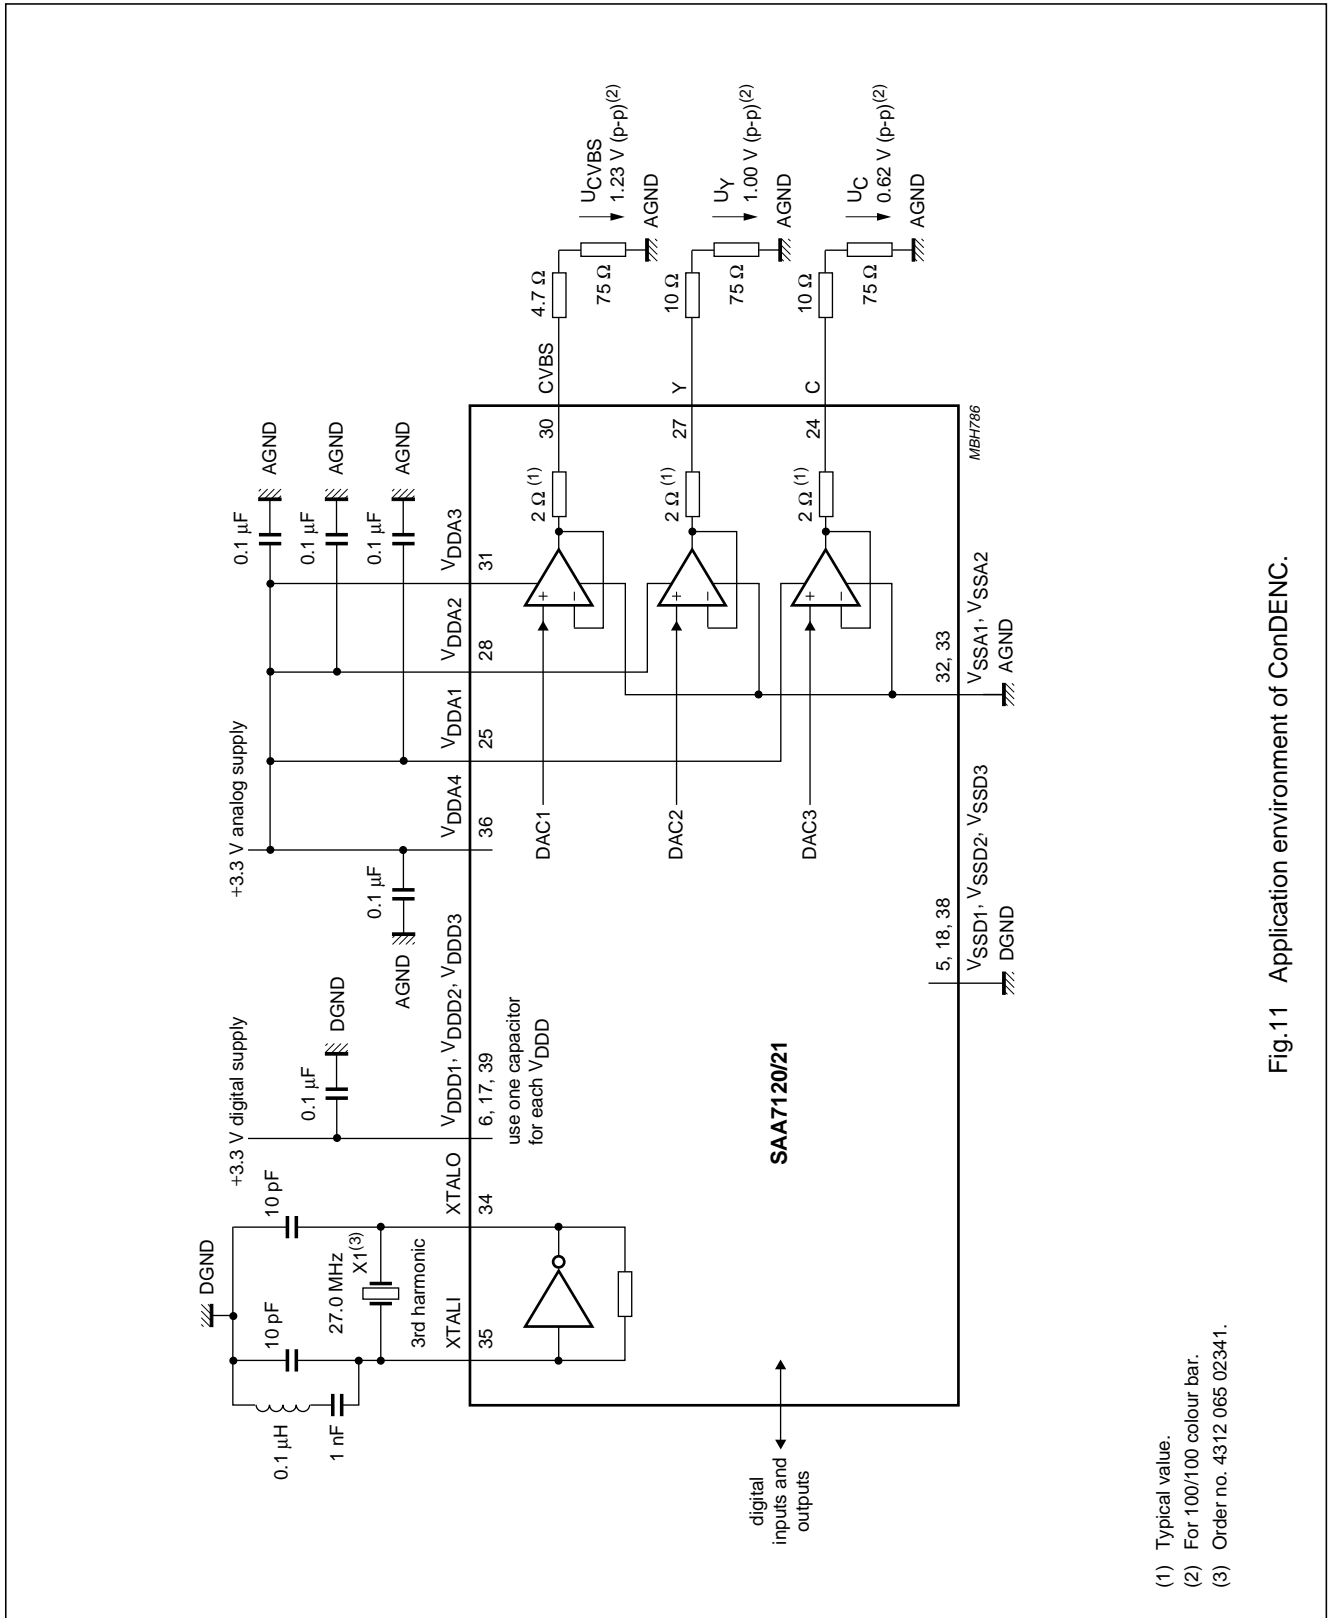 DGND
0.1 μH
1 nF
10 pF
10 pF
27.0 MHz
X1(3)
3rd harmonic
XTALI
35
XTALO
34
+3.3 V digital supply
0.1 μF
DGND
VDDD1, VDDD2, VDDD3
6, 17, 39
use one capacitor
for each VDDD
+3.3 V analog supply
0.1 μF
AGND
VDDA4
36
VDDA1
25
VDDA2
28
VDDA3
31
0.1 μF
AGND
0.1 μF
AGND
0.1 μF
AGND
DAC1
+
−
2 Ω (1)
30
CVBS
4.7 Ω
75 Ω
UCVBS
1.23 V (p-p)(2)
AGND
DAC2
+
−
2 Ω (1)
27
Y
10 Ω
75 Ω
UY
1.00 V (p-p)(2)
AGND
DAC3
+
−
2 Ω (1)
24
C
10 Ω
75 Ω
UC
0.62 V (p-p)(2)
AGND
SAA7120/21
digital
inputs and
outputs
5, 18, 38
VSSD1, VSSD2, VSSD3
DGND
32, 33
VSSA1, VSSA2
AGND
MBH786
(1) Typical value.
(2) For 100/100 colour bar.
(3) Order no. 4312 065 02341.
Fig.11 Application environment of ConDENC.